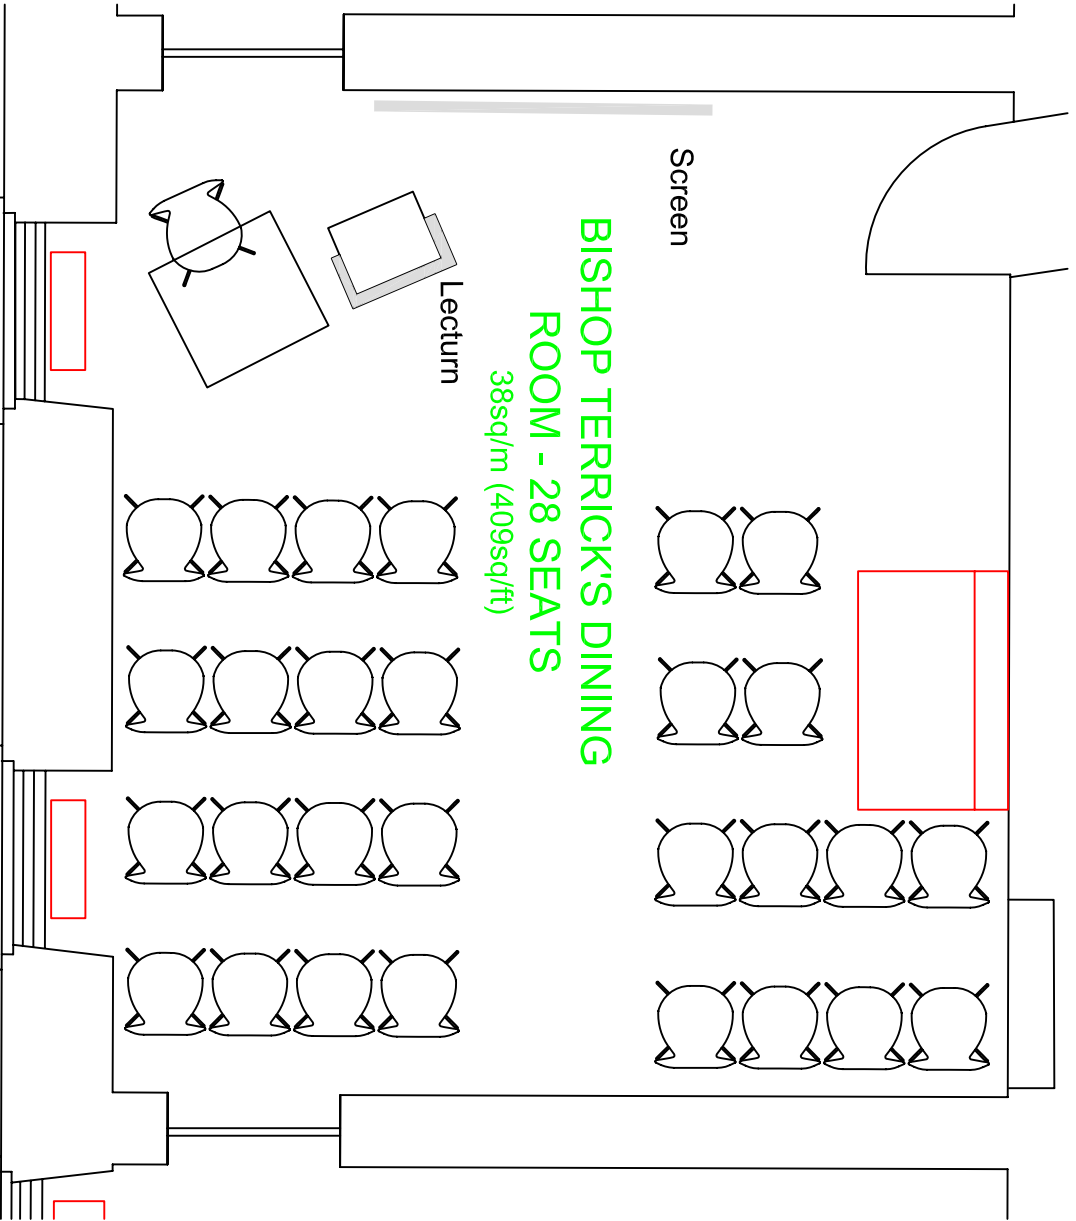 Screen
BISHOP TERRICK'S DINING
ROOM - 28 SEATS
38sq/m (409sq/ft)
Lecturn